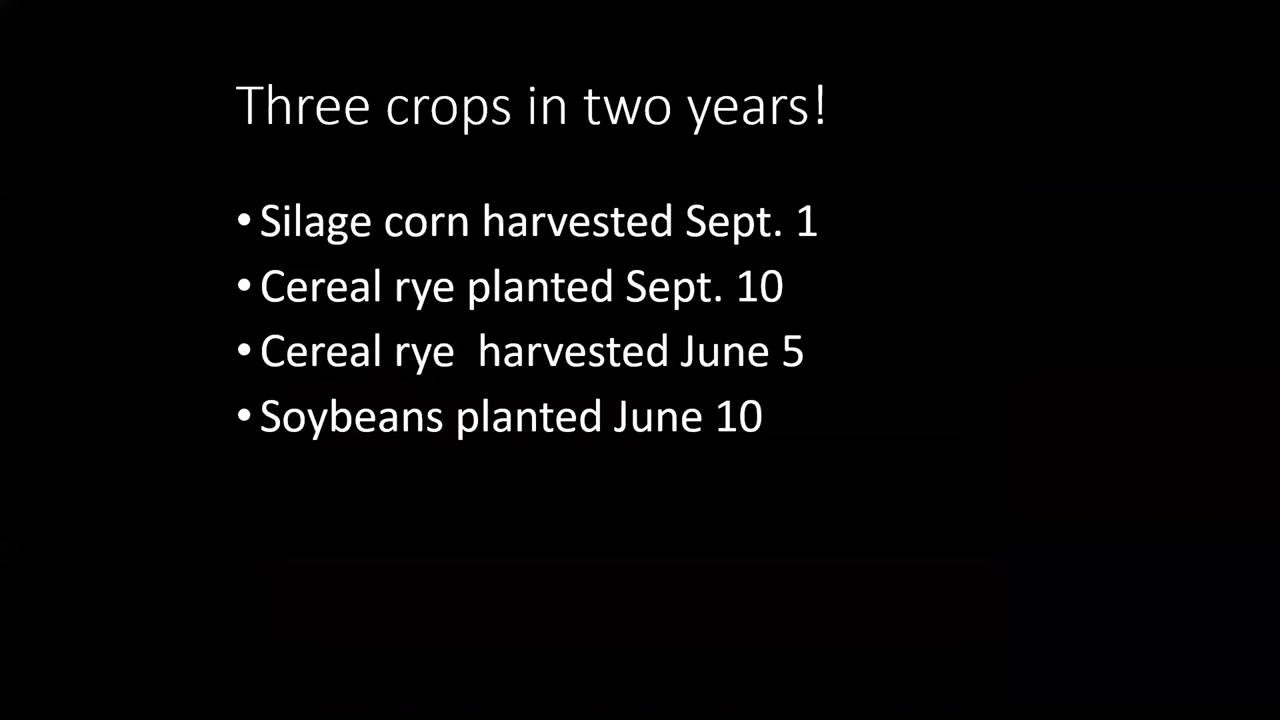 Three crops in two years!
• Silage corn harvested Sept. 1
• Cereal rye planted Sept. 10
• Cereal rye  harvested June 5
• Soybeans planted June 10